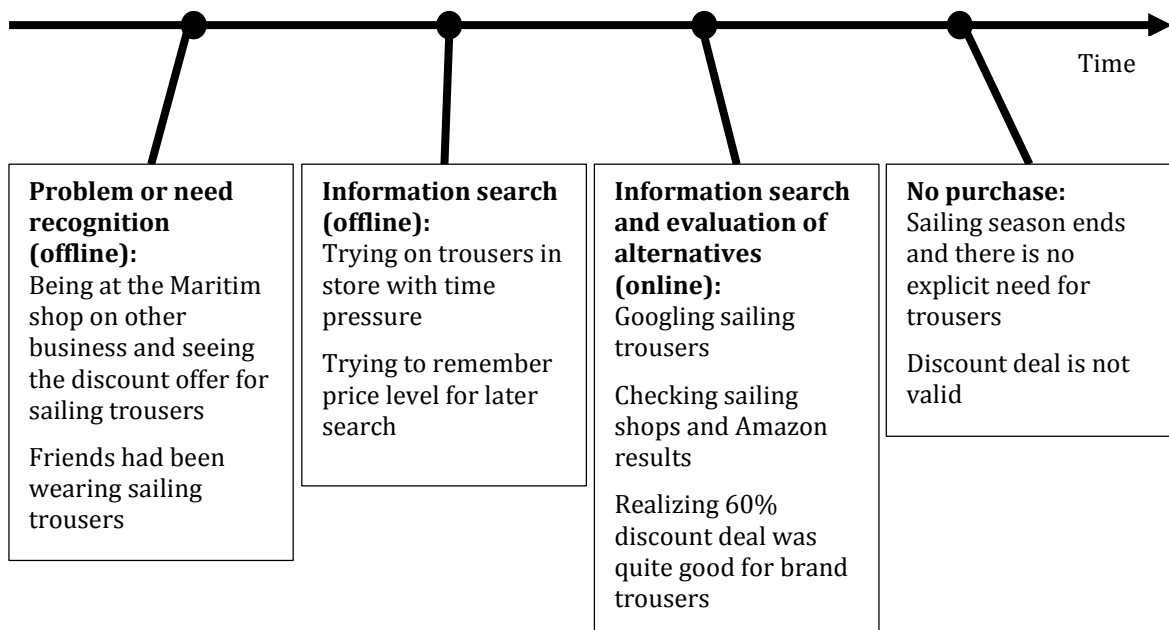 Time
Problem or need
recognition
(offline):
Being at the Maritim
shop on other
business and seeing
the discount offer for
sailing trousers
Friends had been
wearing sailing
trousers
Information search
(offline):
Trying on trousers in
store with time
pressure
Trying to remember
price level for later
search
Information search
and evaluation of
alternatives
(online):
Googling sailing
trousers
Checking sailing
shops and Amazon
results
Realizing 60%
discount deal was
quite good for brand
trousers
No purchase:
Sailing season ends
and there is no
explicit need for
trousers
Discount deal is not
valid